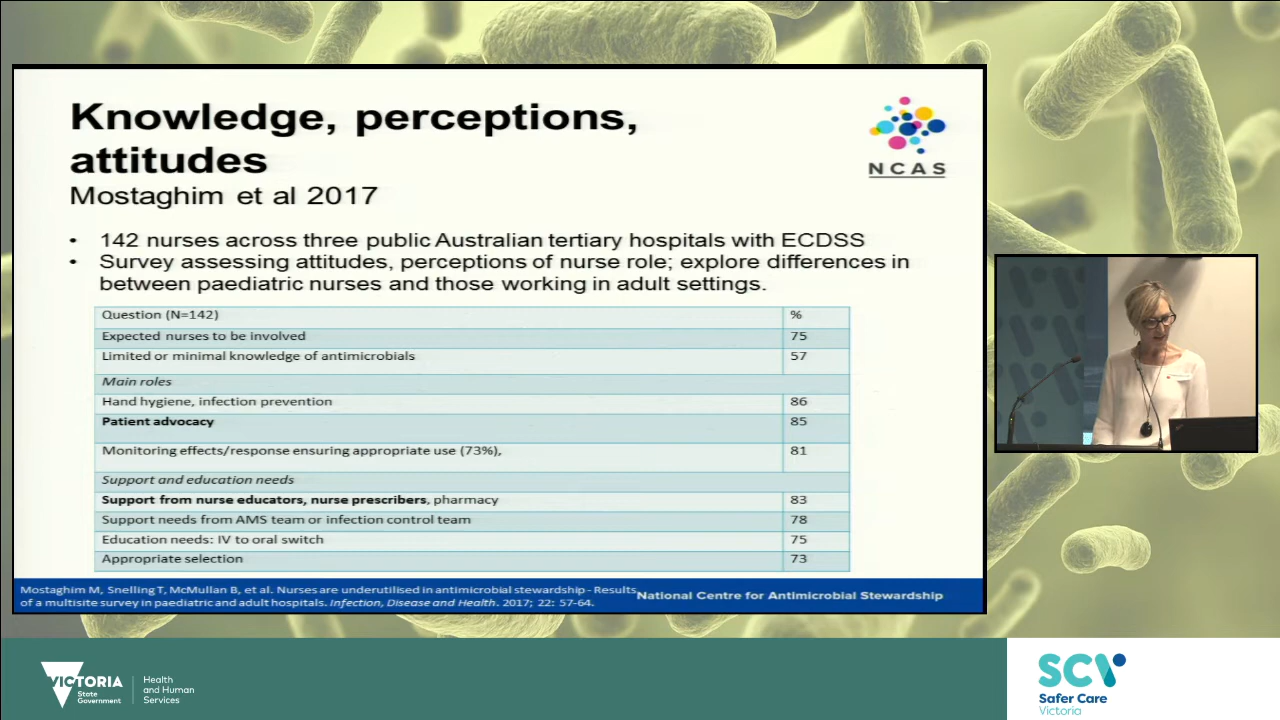 Knowledge, perceptions,
attitudes
Mostaghim et al 2017
NCAS
• 142 nurses across three public Australian tertiary hospitals with ECDSS
• Survey assessing attitudes, perceptions of nurse role; explore differences in
between paediatric nurses and those working in adult settings.
Question (N=142) %
Expected nurses to be involved 75
Limited or minimal knowledge of antimicrobials 57
Main roles
Hand hygiene, infection prevention 86
Patient advocacy 85
Monitoring effects/response ensuring appropriate use (73%), 81
Support and education needs
Support from nurse educators, nurse prescribers, pharmacy 83
Support needs from AMS team or infection control team 78
Education needs: IV to oral switch 75
Appropriate selection 73
Mostaghim M, Snelling T, McMullan B, et al. Nurses are underutilised in antimicrobial stewardship - Results
of a multisite survey in paediatric and adult hospitals. Infection, Disease and Health. 2017; 22: 57-64.
National Centre for Antimicrobial Stewardship
VICTORIA
State
Government
Health
and Human
Services
SCV
Safer Care
Victoria